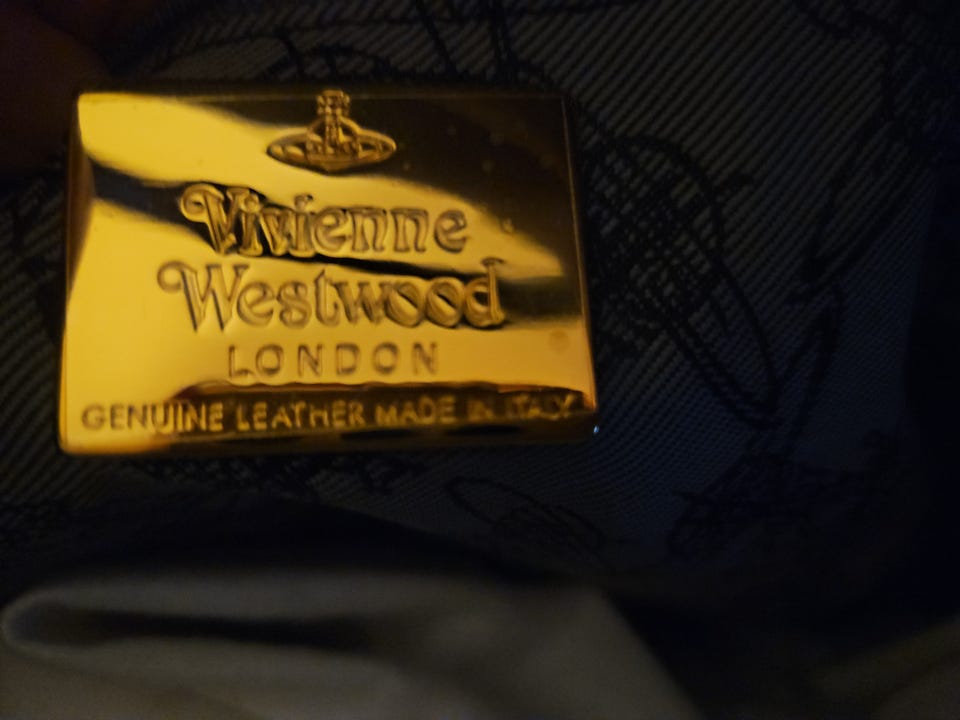 Vivienne
Westwood
LONDON
GENUINE LEATHER MADE IN ITALY